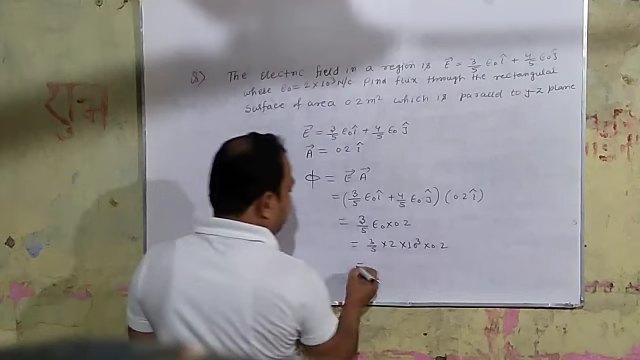 Q) The Electric field in a region is E⃗ = 3/5 E0 î + 4/5 E0 ĵ
where E0 = 2×10³ N/c Find flux through the rectangular
surface of area 0.2 m² which is parallel to y-z plane
राज
E⃗ = 3/5 E0 î + 4/5 E0 ĵ
A⃗ = 0.2 î
ϕ = E⃗ A⃗
= (3/5 E0 î + 4/5 E0 ĵ) (0.2 î)
= 3/5 E0 × 0.2
= 3/5 × 2 × 10³ × 0.2
=